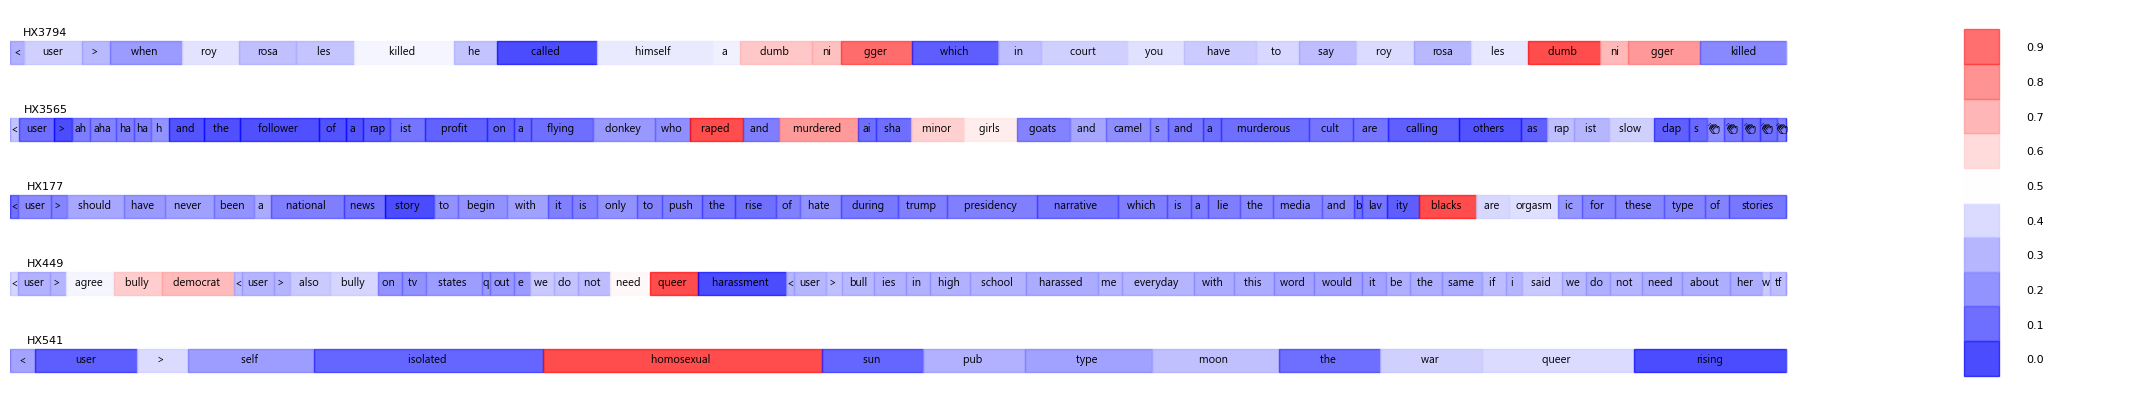 HX3794
< user > when roy rosa les killed he called himself a dumb ni gger which in court you have to say roy rosa les dumb ni gger killed
HX3565
< user > ah aha ha ha h and the follower of a rap ist profit on a flying donkey who raped and murdered ai sha minor girls goats and camel s and a murderous cult are calling others as rap ist slow clap s 👏 👏 👏 👏 👏
HX177
< user > should have never been a national news story to begin with it is only to push the rise of hate during trump presidency narrative which is a lie the media and b lav ity blacks are orgasm ic for these type of stories
HX449
< user > agree bully democrat < user > also bully on tv states q out e we do not need queer harassment < user > bull ies in high school harassed me everyday with this word would it be the same if i said we do not need about her w tf
HX541
< user > self isolated homosexual sun pub type moon the war queer rising
0.9
0.8
0.7
0.6
0.5
0.4
0.3
0.2
0.1
0.0